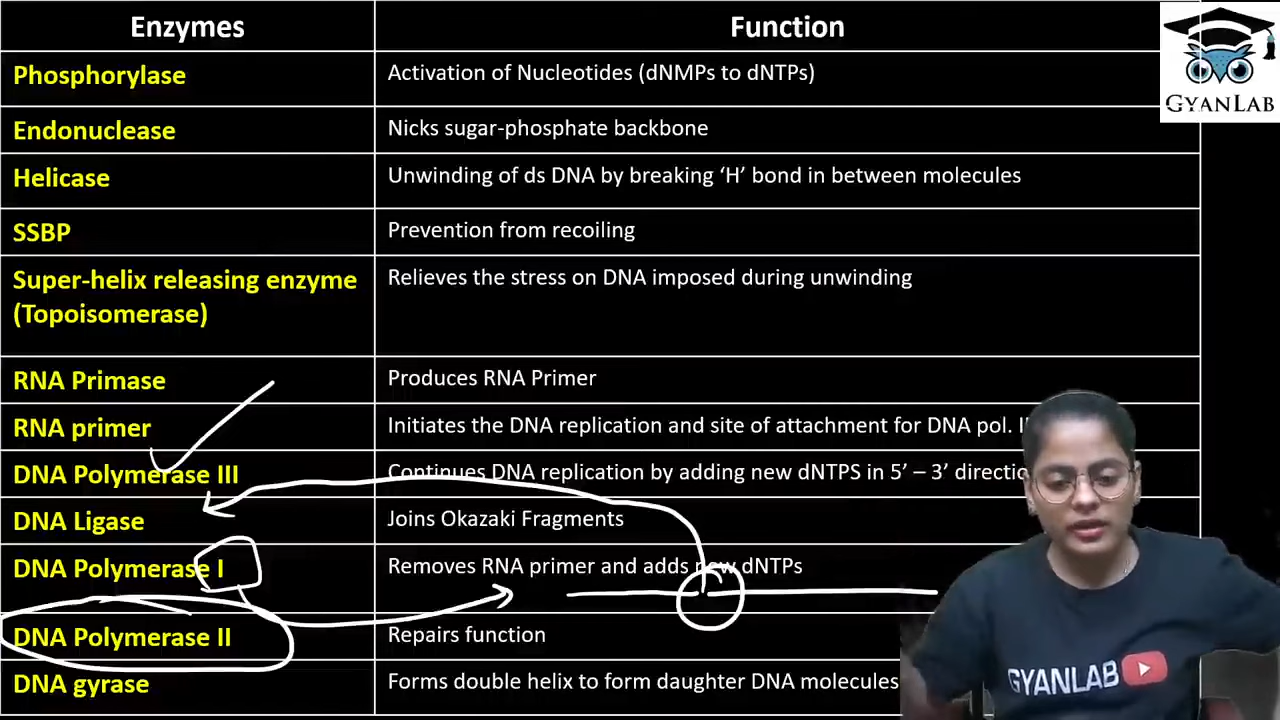 Enzymes Function
Phosphorylase Activation of Nucleotides (dNMPs to dNTPs)
GYANLAB
Endonuclease Nicks sugar-phosphate backbone
Helicase Unwinding of ds DNA by breaking ‘H’ bond in between molecules
SSBP Prevention from recoiling
Super-helix releasing enzyme Relieves the stress on DNA imposed during unwinding
(Topoisomerase)
RNA Primase Produces RNA Primer
RNA primer Initiates the DNA replication and site of attachment for DNA pol.
DNA Polymerase III Continues DNA replication by adding new dNTPS in 5’ – 3’
DNA Ligase Joins Okazaki Fragments
DNA Polymerase I Removes RNA primer and adds new dNTPs
DNA Polymerase II Repairs function
DNA gyrase Forms double helix to form daughter DNA molecules
GYANLAB